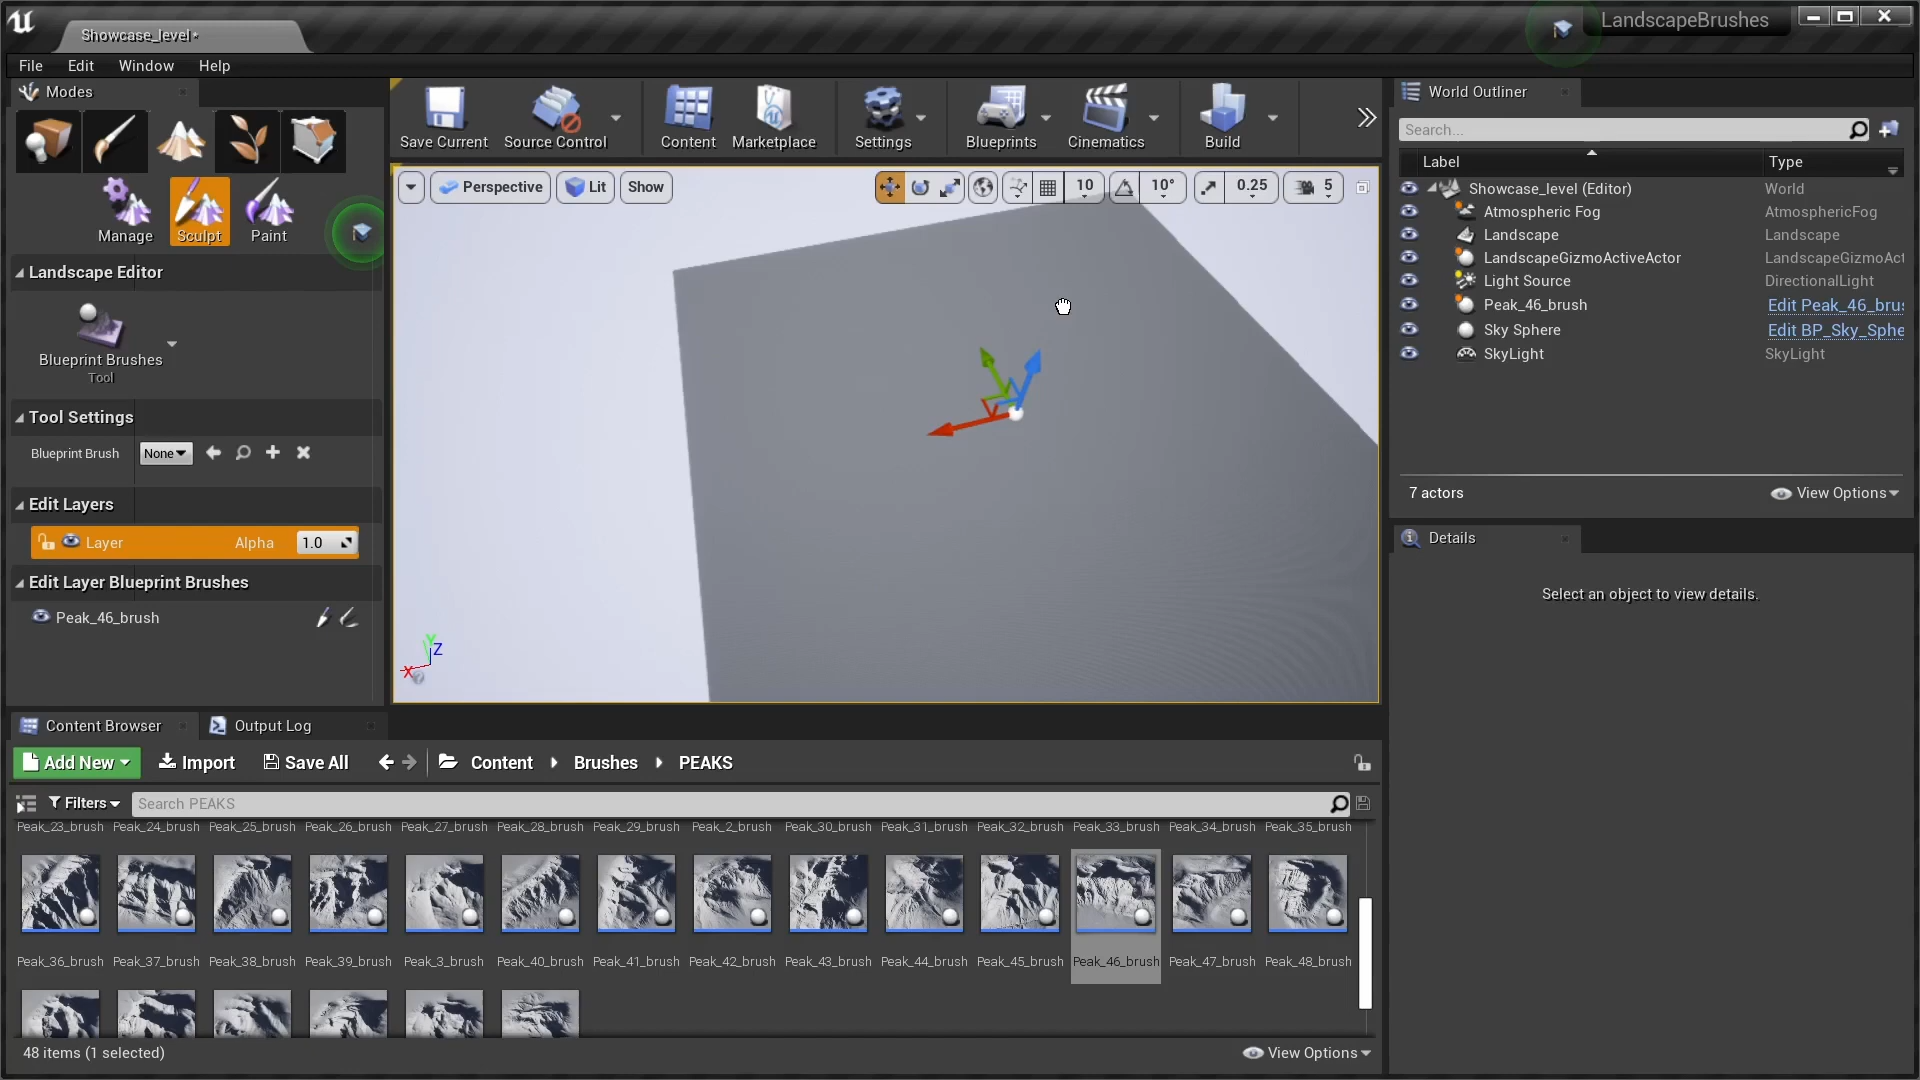 Showcase_level*
LandscapeBrushes
File Edit Window Help
Modes
Save Current Source Control Content Marketplace Settings Blueprints Cinematics Build
World Outliner
Search...
Label Type
Perspective Lit Show 10 10° 0.25 5
Manage Sculpt Paint
Showcase_level (Editor) World
Atmospheric Fog AtmosphericFog
Landscape Landscape
LandscapeGizmoActiveActor LandscapeGizmoAct
Light Source DirectionalLight
Peak_46_brush Edit Peak_46_brus
Sky Sphere Edit BP_Sky_Sphe
SkyLight SkyLight
7 actors View Options
Landscape Editor
Blueprint Brushes
Tool
Tool Settings
Blueprint Brush None
Edit Layers
Layer Alpha 1.0
Edit Layer Blueprint Brushes
Peak_46_brush
Y
Z
X
Details
Select an object to view details.
Content Browser Output Log
Add New Import Save All Content Brushes PEAKS
Filters Search PEAKS
Peak_23_brush Peak_24_brush Peak_25_brush Peak_26_brush Peak_27_brush Peak_28_brush Peak_29_brush Peak_2_brush Peak_30_brush Peak_31_brush Peak_32_brush Peak_33_brush Peak_34_brush Peak_35_brush
Peak_36_brush Peak_37_brush Peak_38_brush Peak_39_brush Peak_3_brush Peak_40_brush Peak_41_brush Peak_42_brush Peak_43_brush Peak_44_brush Peak_45_brush Peak_46_brush Peak_47_brush Peak_48_brush
48 items (1 selected) View Options